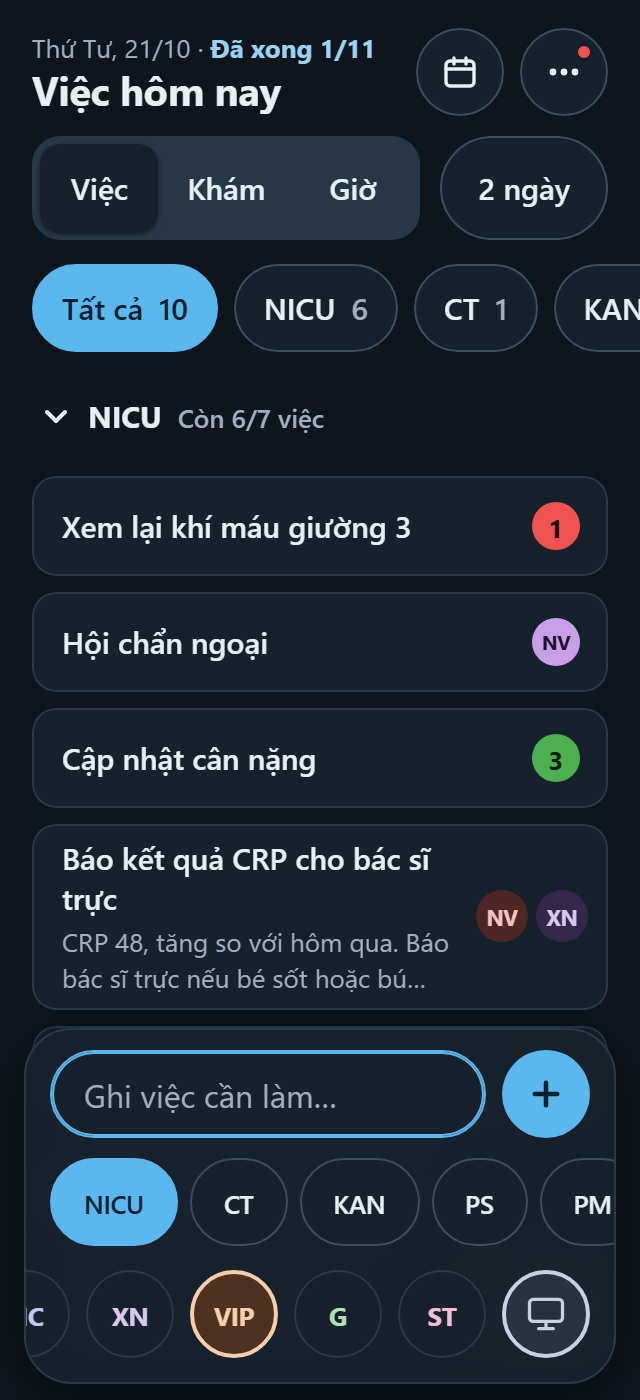 Thứ Tư, 21/10 · Đã xong 1/11
Việc hôm nay
Việc Khám Giờ 2 ngày
Tất cả 10 NICU 6 CT 1 KAN
NICU Còn 6/7 việc
Xem lại khí máu giường 3 1
Hội chẩn ngoại NV
Cập nhật cân nặng 3
Báo kết quả CRP cho bác sĩ
trực
NV XN
CRP 48, tăng so với hôm qua. Báo
bác sĩ trực nếu bé sốt hoặc bú...
Ghi việc cần làm...
NICU CT KAN PS PM
C XN VIP G ST